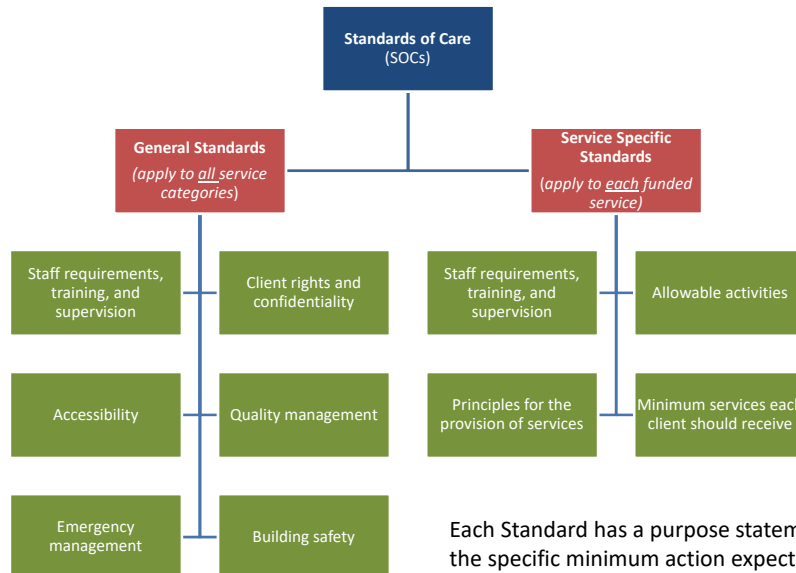 Standards of Care
(SOCs)
General Standards
(apply to all service
categories)
Service Specific
Standards
(apply to each funded
service)
Staff requirements,
training, and
supervision
Client rights and
confidentiality
Accessibility
Quality management
Emergency
management
Building safety
Staff requirements,
training, and
supervision
Allowable activities
Principles for the
provision of services
Minimum services each
client should receive
Each Standard has a purpose
the specific minimum action